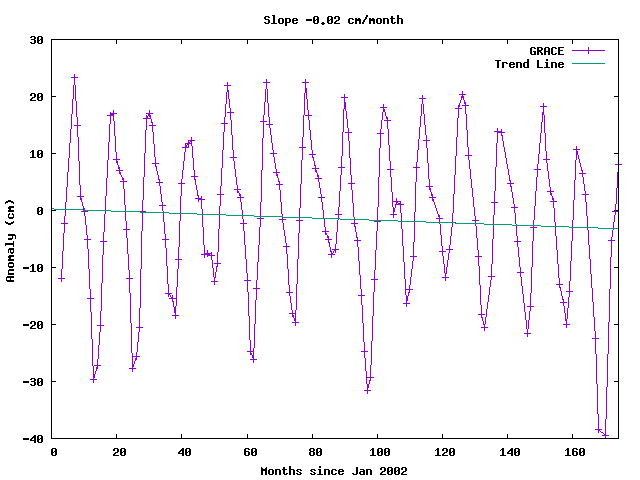 Slope -0.02 cm/month
GRACE
Trend Line
30
20
10
0
-10
-20
-30
-40
Anomaly (cm)
0 20 40 60 80 100 120 140 160
Months since Jan 2002